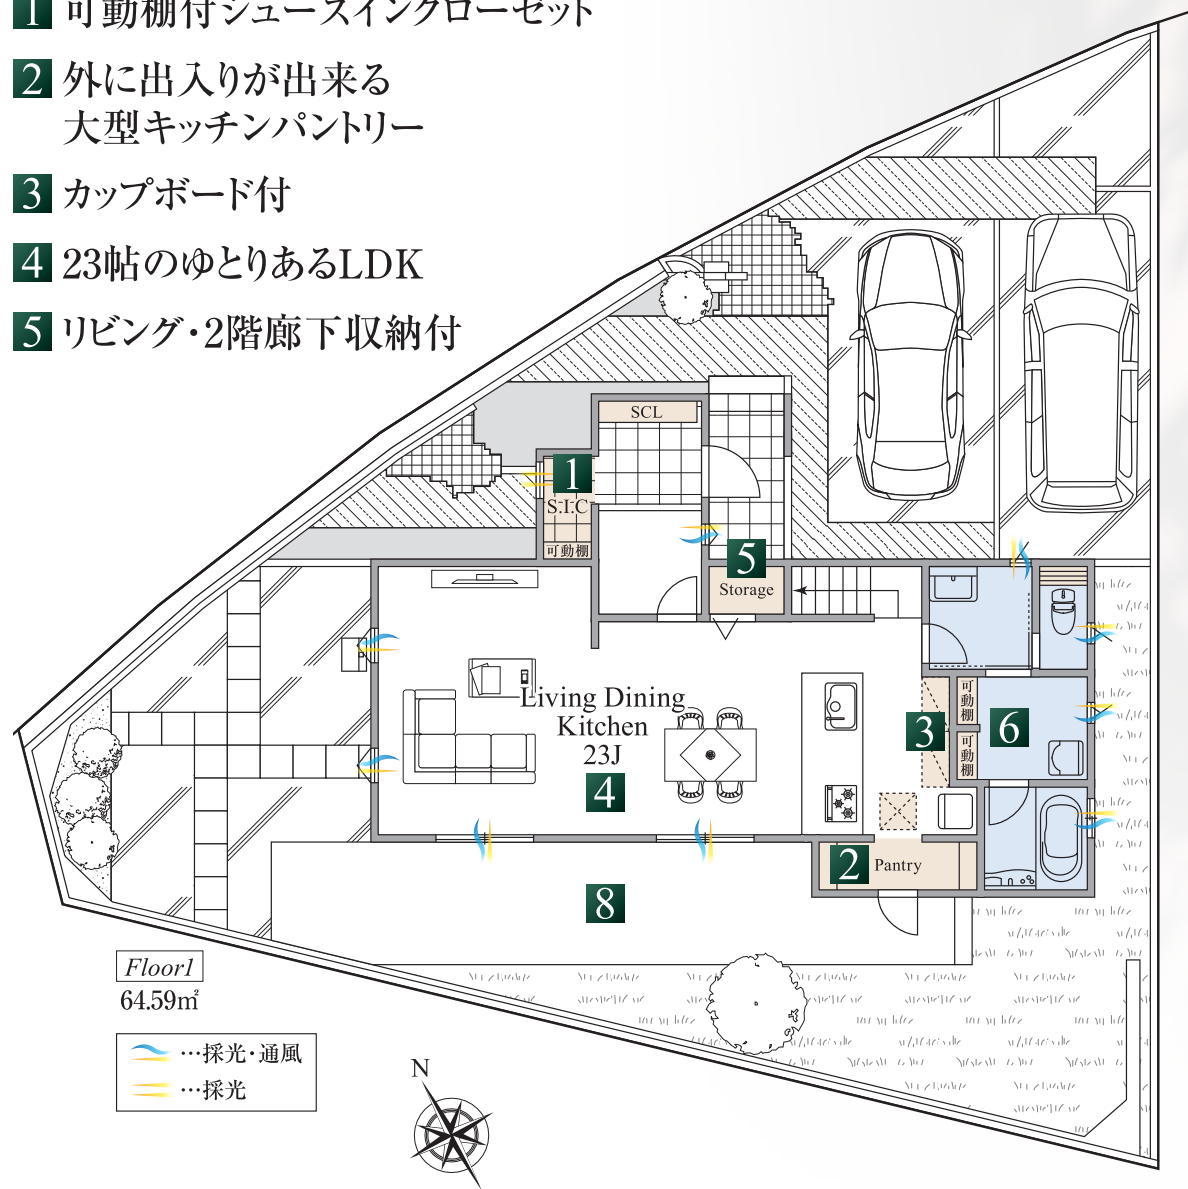 1 可動棚付シューズインクローゼット
2 外に出入りが出来る
大型キッチンパントリー
3 カップボード付
4 23帖のゆとりあるLDK
5 リビング・2階廊下収納付
SCL
1
S.I.C
可動棚
5
Storage
Living Dining
Kitchen
23J
4
3
可動棚
可動棚
6
2 Pantry
8
Floor1
64.59㎡
…採光・通風
…採光
N